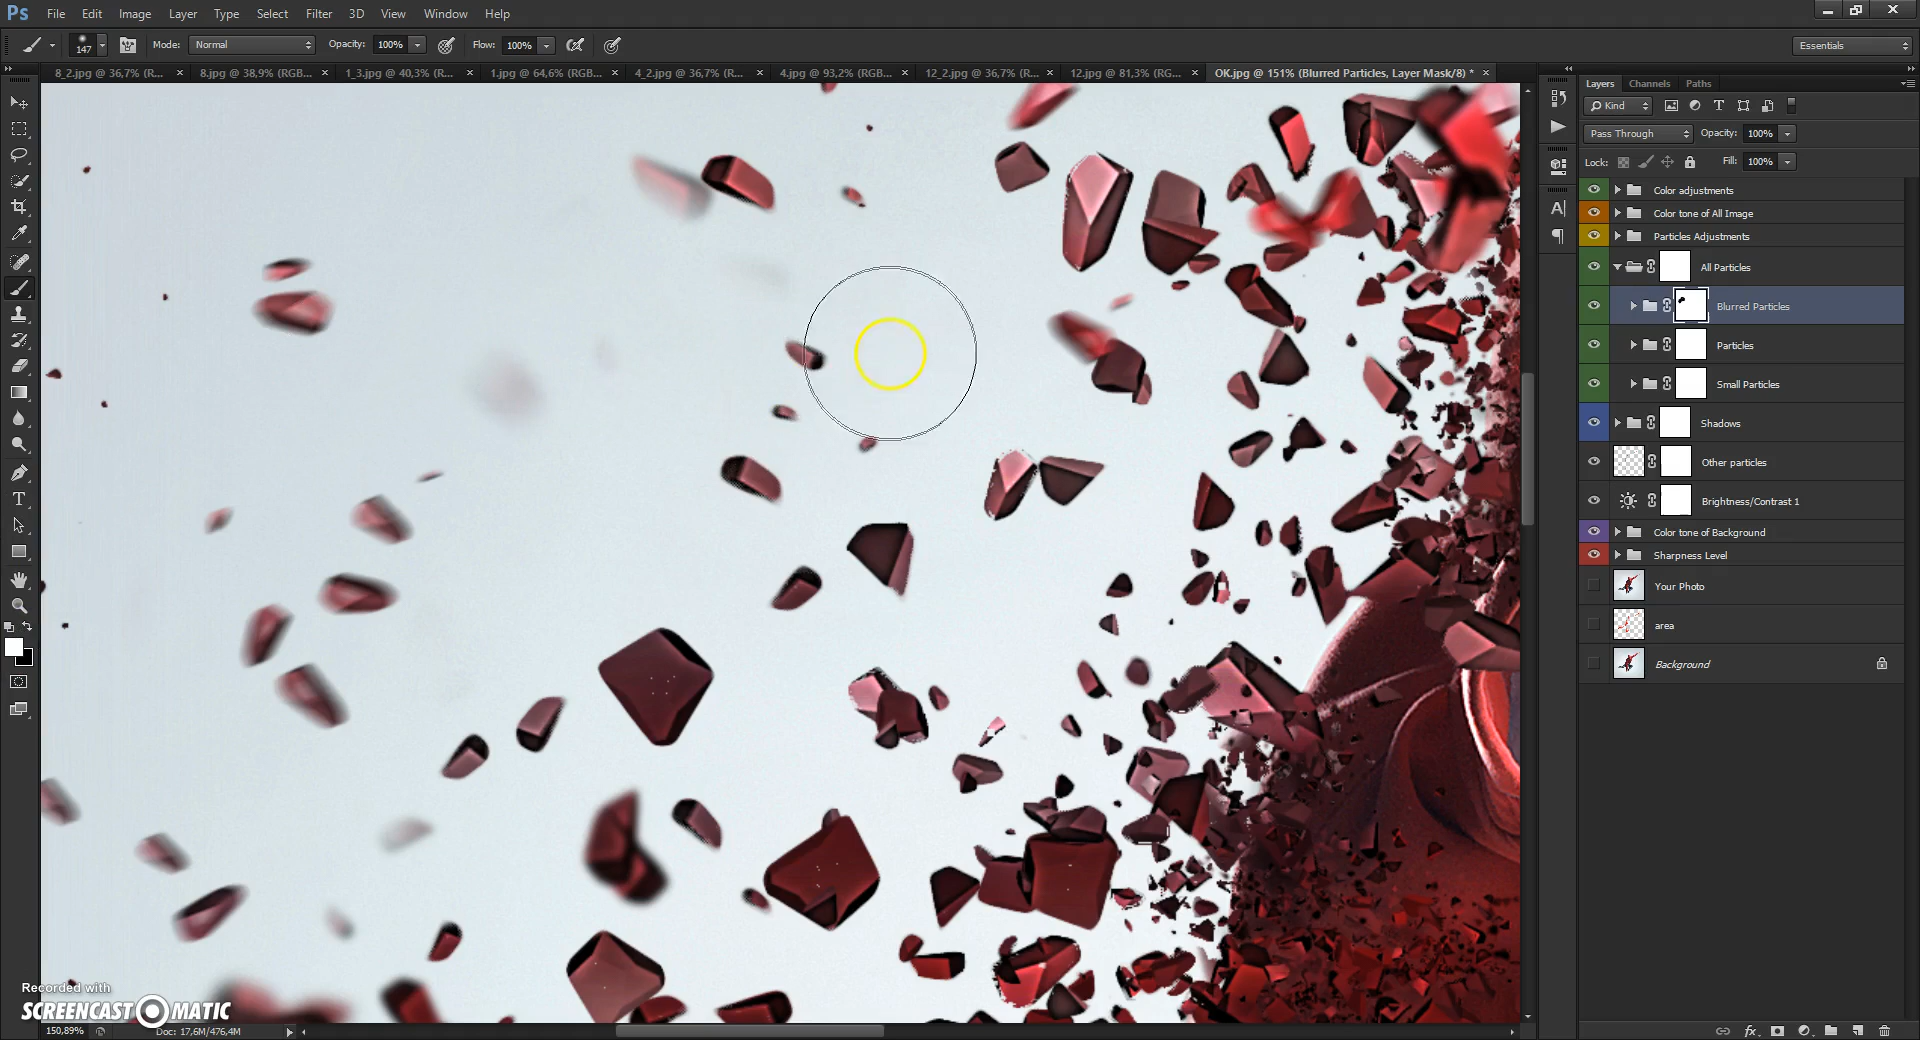 Ps File Edit Image Layer Type Select Filter 3D View Window Help
147 Mode: Normal Opacity: 100% Flow: 100% Essentials
8_2.jpg @ 36,7% (R... × 8.jpg @ 38,9% (RGB... × 1_3.jpg @ 40,3% (R... × 1.jpg @ 64,6% (RGB... × 4_2.jpg @ 36,7% (R... × 4.jpg @ 93,2% (RGB... × 12_2.jpg @ 36,7% (R... × 12.jpg @ 81,3% (RG... × OK.jpg @ 151% (Blurred Particles, Layer Mask/8) * ×
Layers Channels Paths
Kind
Pass Through Opacity: 100%
Lock: Fill: 100%
Color adjustments
Color tone of All Image
Particles Adjustments
All Particles
Blurred Particles
Particles
Small Particles
Shadows
Other particles
Brightness/Contrast 1
Color tone of Background
Sharpness Level
Your Photo
area
Background
Recorded with
SCREENCAST MATIC
150,89% Doc: 17,6M/476,4M
fx